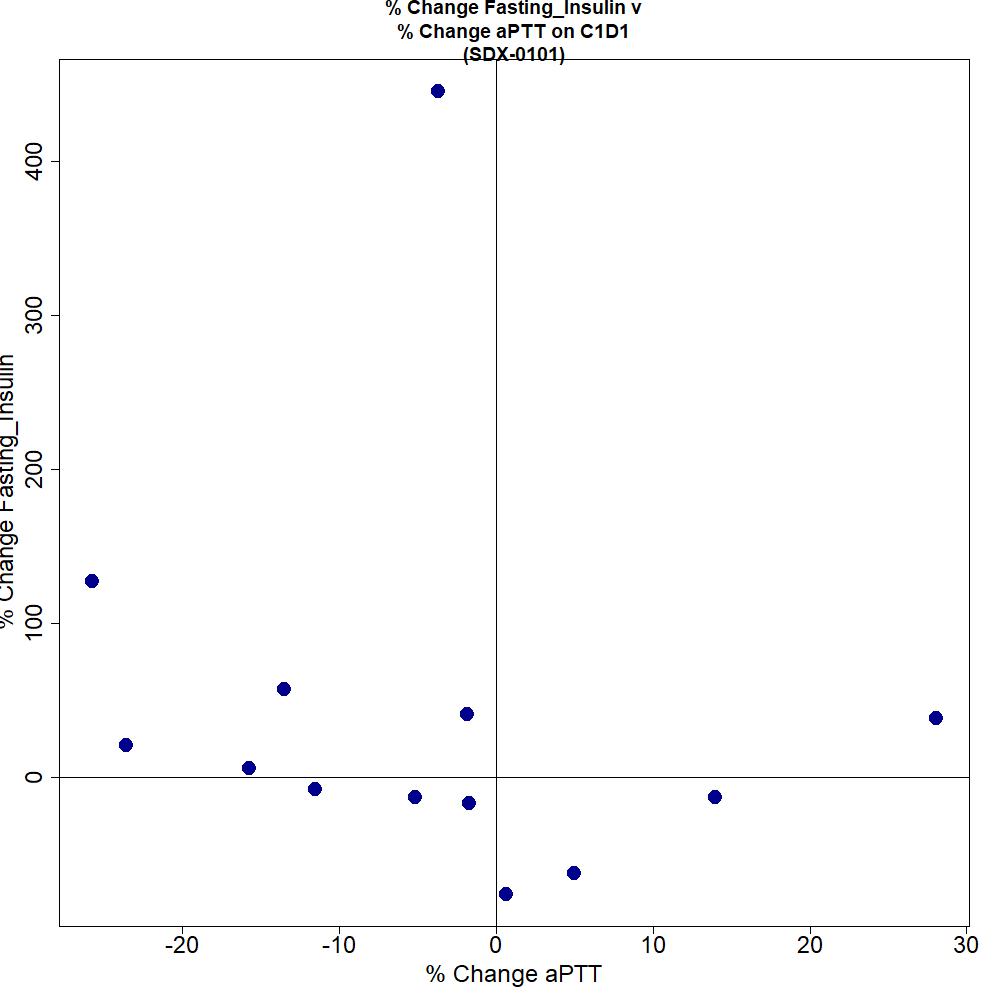 % Change Fasting_Insulin v
% Change aPTT on C1D1
(SDX-0101)
% Change Fasting_Insulin
400
300
200
100
0
-20
-10
0
10
20
30
% Change aPTT